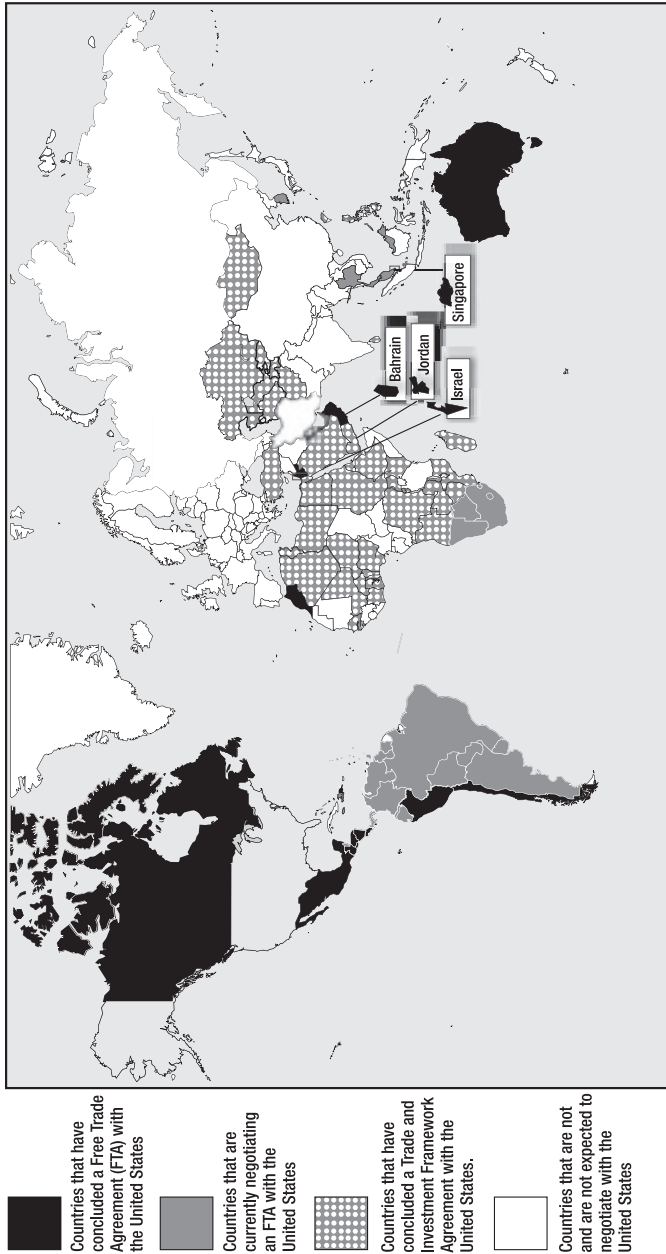 Countries that have
concluded a Free Trade
Agreement (FTA) with
the United States
Countries that are
currently negotiating
an FTA with the
United States
Countries that have
concluded a Trade and
Investment Framework
Agreement with the
United States.
Countries that are not
and are not expected to
negotiate with the
United States
Bahrain
Jordan
Israel
Singapore